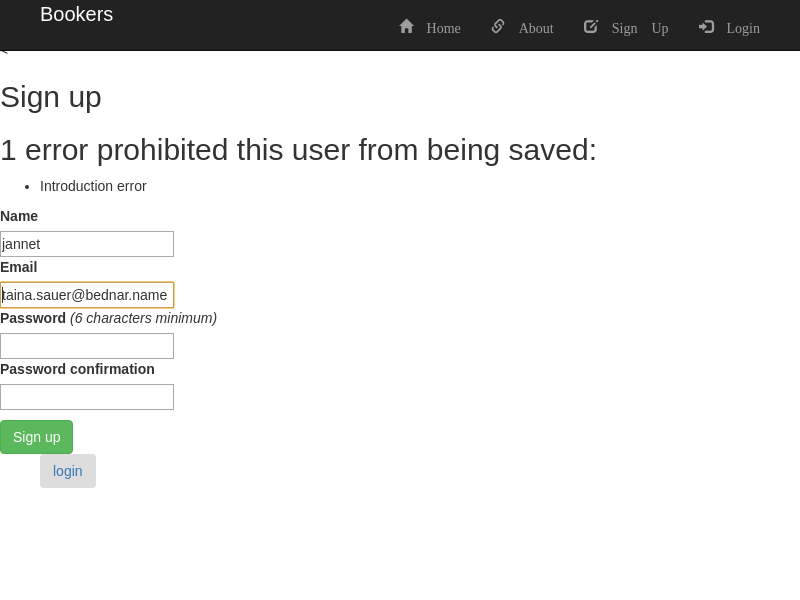 Bookers
Home About Sign Up Login
<
Sign up
1 error prohibited this user from being saved:
• Introduction error
Name
jannet
Email
taina.sauer@bednar.name
Password (6 characters minimum)
Password confirmation
Sign up
login